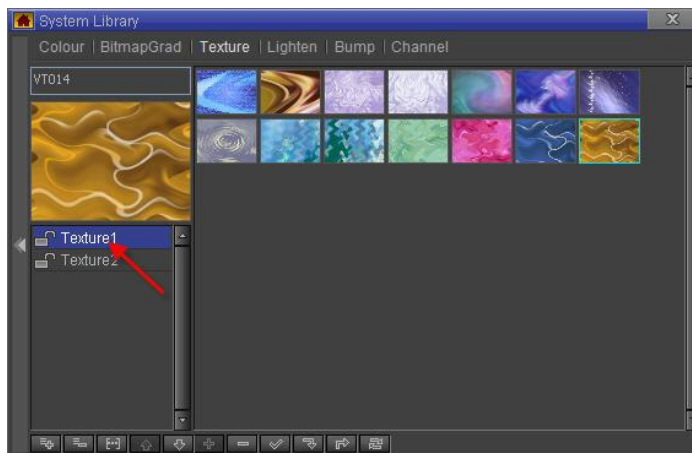 System Library
Colour | BitmapGrad | Texture | Lighten | Bump | Channel
VT014
Texture1
Texture2